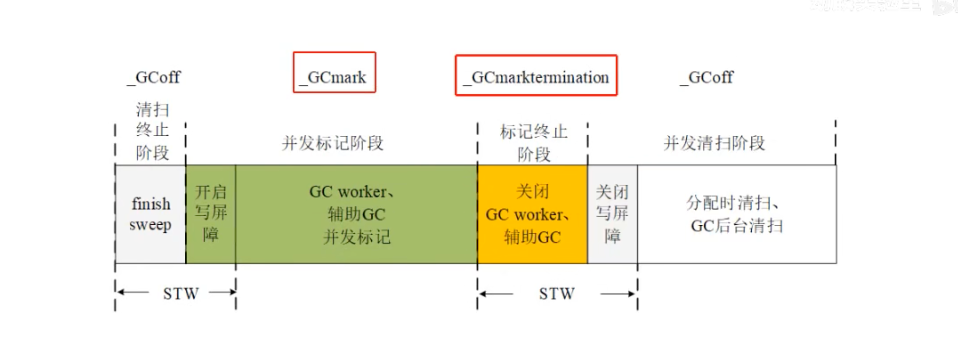 _GCoff
_GCmark
_GCmarktermination
_GCoff
清扫
终止
阶段
并发标记阶段
标记终止
阶段
并发清扫阶段
finish
sweep
开启
写屏
障
GC worker、
辅助GC
并发标记
关闭
GC worker、
辅助GC
关闭
写屏
障
分配时清扫、
GC后台清扫
STW
STW